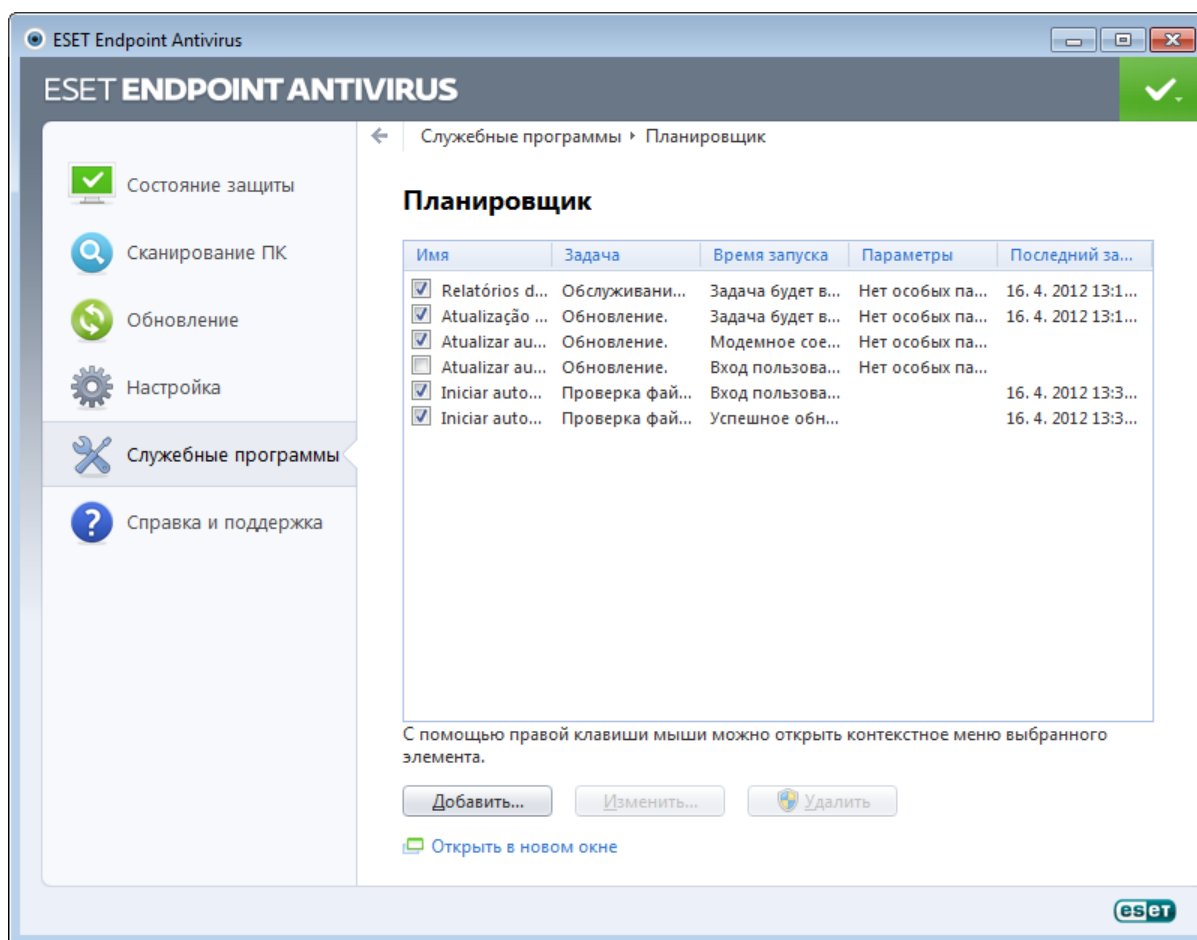 ESET Endpoint Antivirus
ESET ENDPOINT ANTIVIRUS
Служебные программы Планировщик
Состояние защиты
Сканирование ПК
Обновление
Настройка
Служебные программы
Справка и поддержка
Планировщик
Имя Задача Время запуска Параметры Последний за...
Relatórios d... Обслуживани... Задача будет в... Нет особых па... 16. 4. 2012 13:1...
Atualização ... Обновление. Задача будет в... Нет особых па... 16. 4. 2012 13:1...
Atualizar au... Обновление. Модемное сое... Нет особых па...
Atualizar au... Обновление. Вход пользова... Нет особых па...
Iniciar auto... Проверка фай... Вход пользова... 16. 4. 2012 13:3...
Iniciar auto... Проверка фай... Успешное обн... 16. 4. 2012 13:3...
С помощью правой клавиши мыши можно открыть контекстное меню выбранного
элемента.
Добавить... Изменить... Удалить
Открыть в новом окне
eset